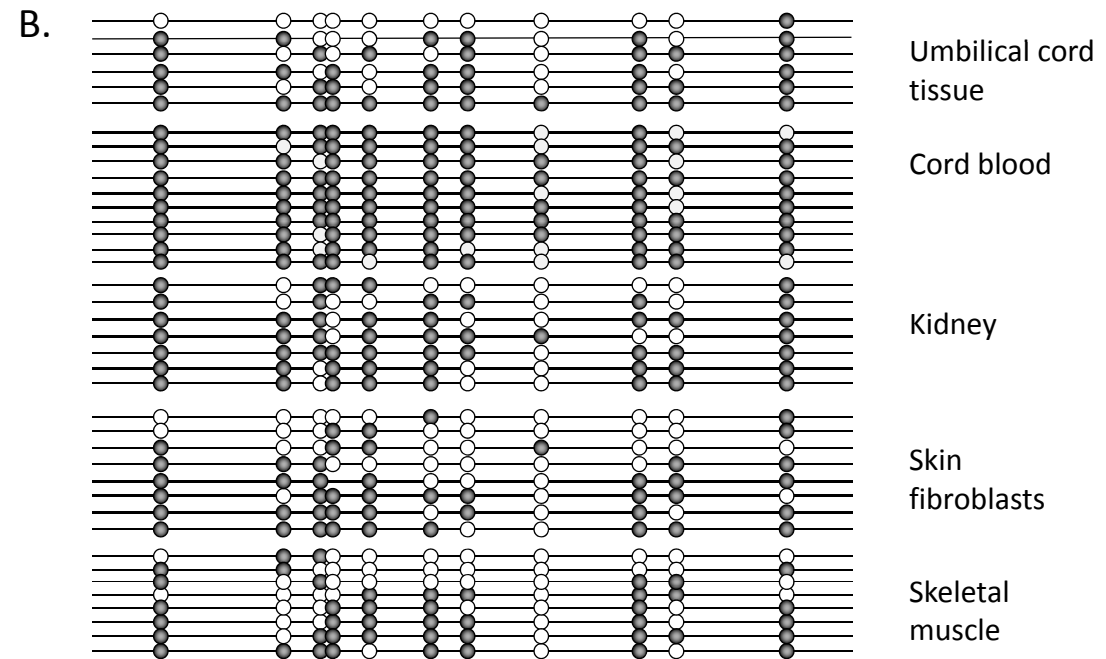 B.
Umbilical cord
tissue
Cord blood
Kidney
Skin
fibroblasts
Skeletal
muscle